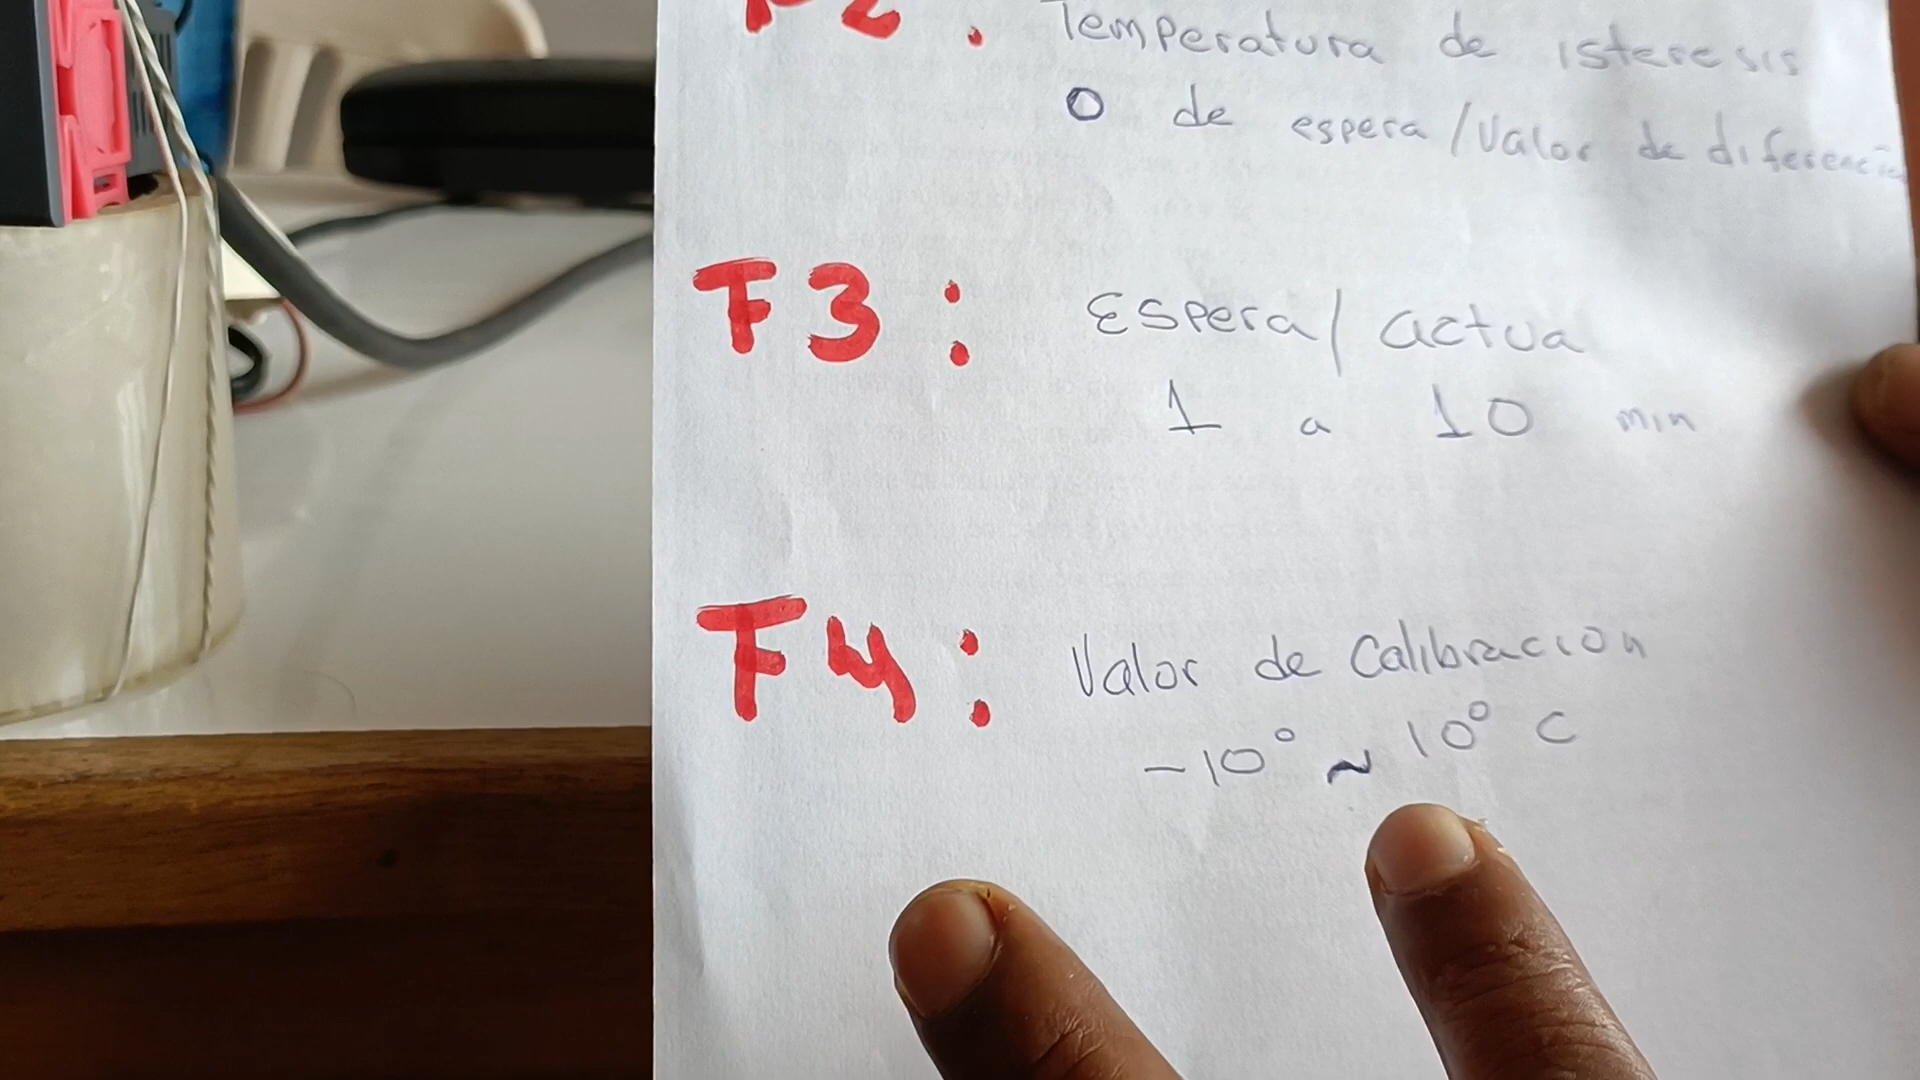 F2: Temperatura de isteresis
O de espera/Valor de diferencia
F3: Espera/actua
1 a 10 min
F4: Valor de Calibracion
-10° ~ 10° C